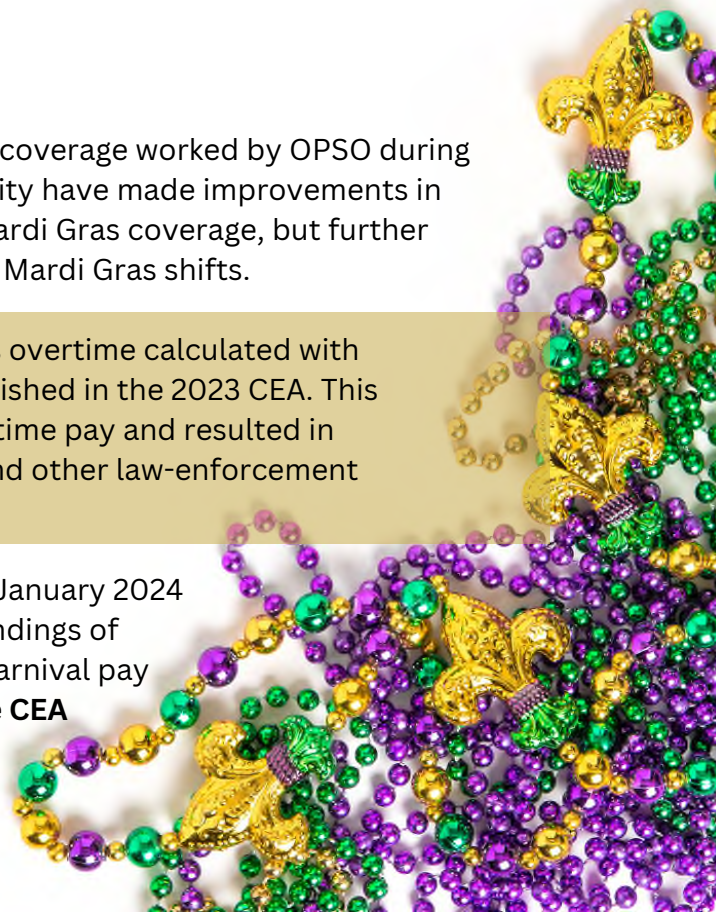 coverage worked by OPSO during
ity have made improvements in
ardi Gras coverage, but further
Mardi Gras shifts.
overtime calculated with
ished in the 2023 CEA. This
time pay and resulted in
nd other law-enforcement
January 2024
ndings of
arnival pay
CEA